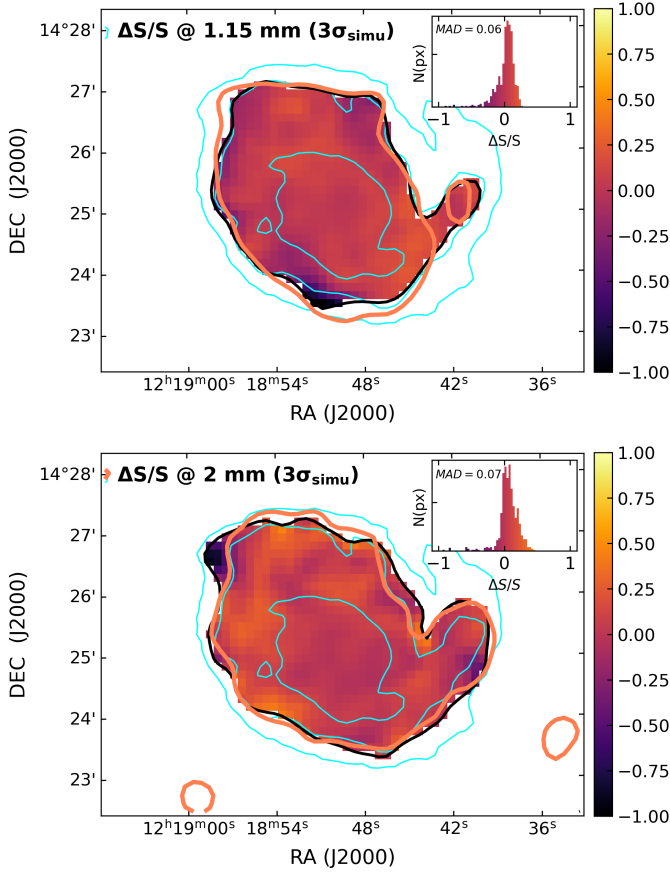 ΔS/S @ 1.15 mm (3σ_simu)
MAD = 0.06
N(px)
−1 0 1
ΔS/S
14°28'
27'
26'
25'
24'
23'
DEC (J2000)
12ʰ19ᵐ00ˢ 18ᵐ54ˢ 48ˢ 42ˢ 36ˢ
RA (J2000)
1.00
0.75
0.50
0.25
0.00
−0.25
−0.50
−0.75
−1.00
ΔS/S @ 2 mm (3σ_simu)
MAD = 0.07
N(px)
−1 0 1
ΔS/S
14°28'
27'
26'
25'
24'
23'
DEC (J2000)
12ʰ19ᵐ00ˢ 18ᵐ54ˢ 48ˢ 42ˢ 36ˢ
RA (J2000)
1.00
0.75
0.50
0.25
0.00
−0.25
−0.50
−0.75
−1.00